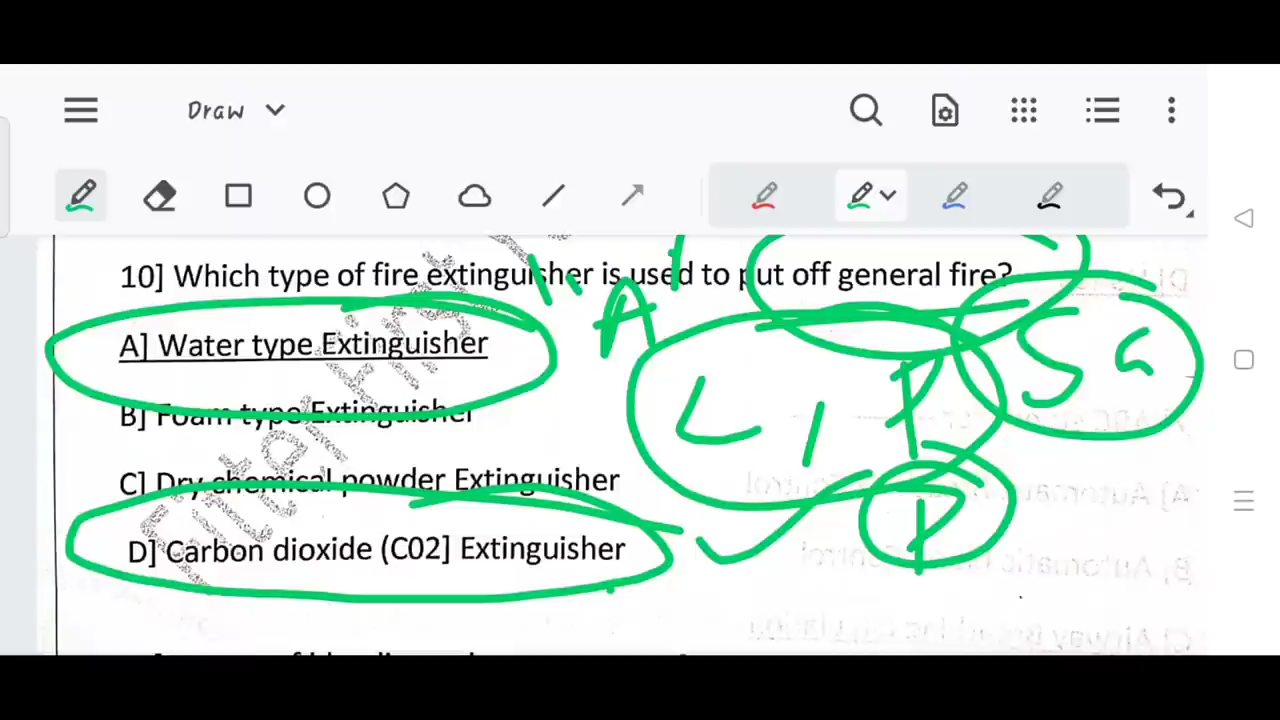 Draw
10] Which type of fire extinguisher is used to put off general fire?
A] Water type Extinguisher
A
S G
L I P
B] Foam type Extinguisher
C] Dry chemical powder Extinguisher
P
D] Carbon dioxide (C02] Extinguisher